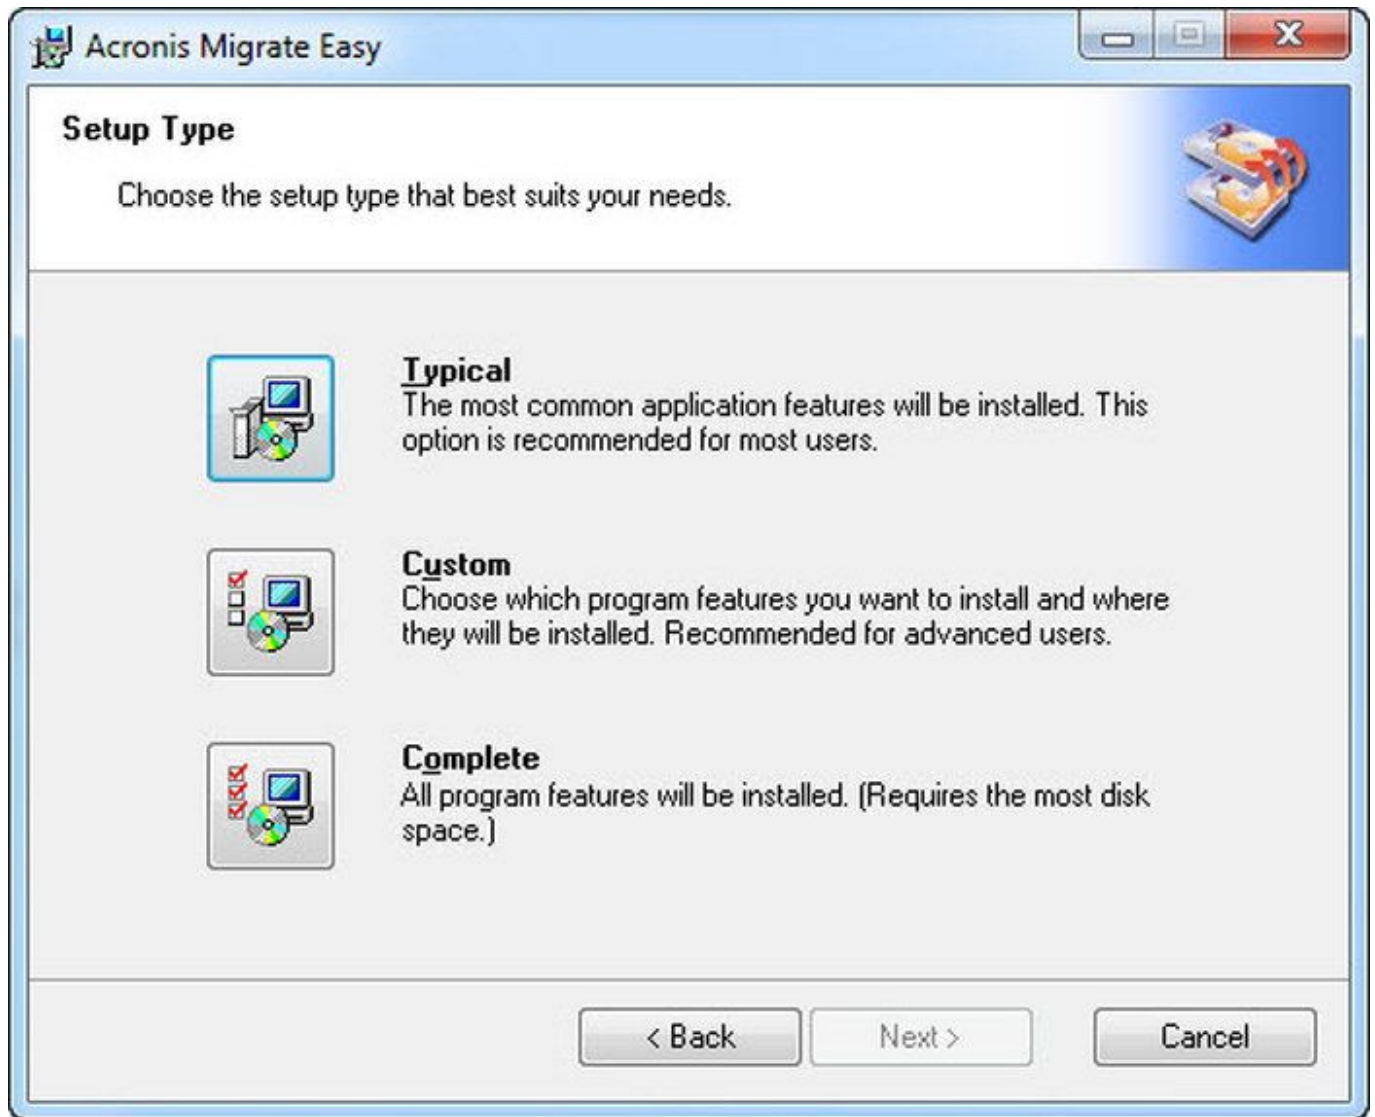 Acronis Migrate Easy
Setup Type
Choose the setup type that best suits your needs.
Typical
The most common application features will be installed. This
option is recommended for most users.
Custom
Choose which program features you want to install and where
they will be installed. Recommended for advanced users.
Complete
All program features will be installed. (Requires the most disk
space.)
< Back
Next >
Cancel